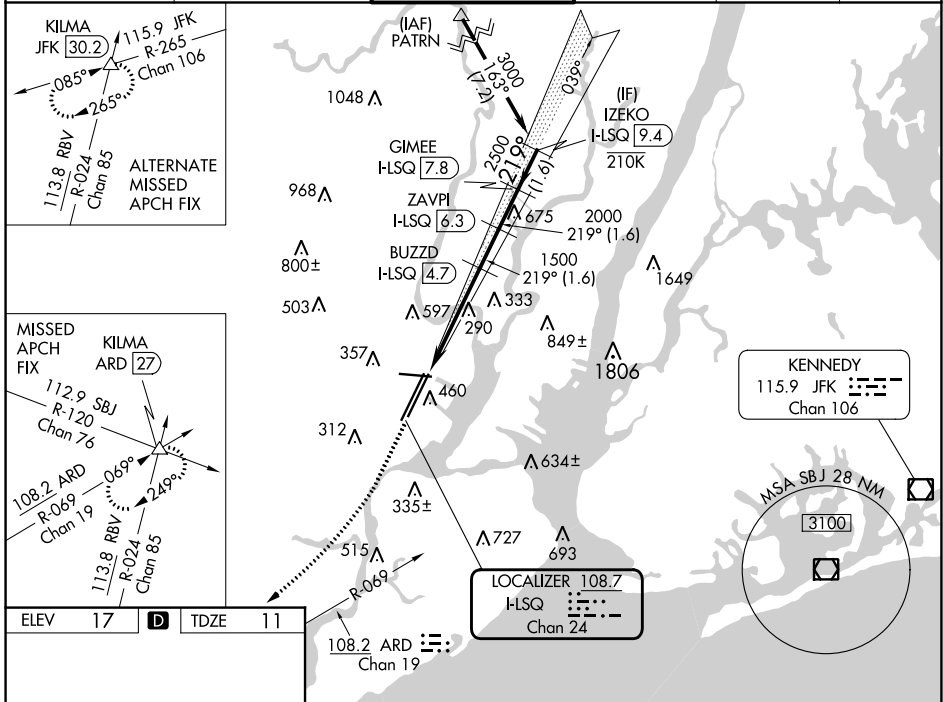 KILMA
JFK 30.2
115.9 JFK
R-265
Chan 106
085°
265°
113.8 RBV
R-024
Chan 85
ALTERNATE
MISSED
APCH FIX
(IAF)
PATRN
3000
163°
(7.2)
039°
1048
(IF)
IZEKO
I-LSQ 9.4
210K
2500
219°
(1.6)
GIMEE
I-LSQ 7.8
968
ZAVPI
I-LSQ 6.3
675
2000
219° (1.6)
BUZZD
I-LSQ 4.7
1500
219° (1.6)
800±
1649
503
597
333
290
849±
1806
357
460
312
634±
335±
727
693
515
MISSED
APCH
FIX
KILMA
ARD 27
112.9 SBJ
R-120
Chan 76
108.2 ARD
R-069
Chan 19
069°
249°
113.8 RBV
R-024
Chan 85
KENNEDY
115.9 JFK
Chan 106
MSA SBJ 28 NM
3100
R-069
LOCALIZER 108.7
I-LSQ
Chan 24
108.2 ARD
Chan 19
ELEV 17 D TDZE 11